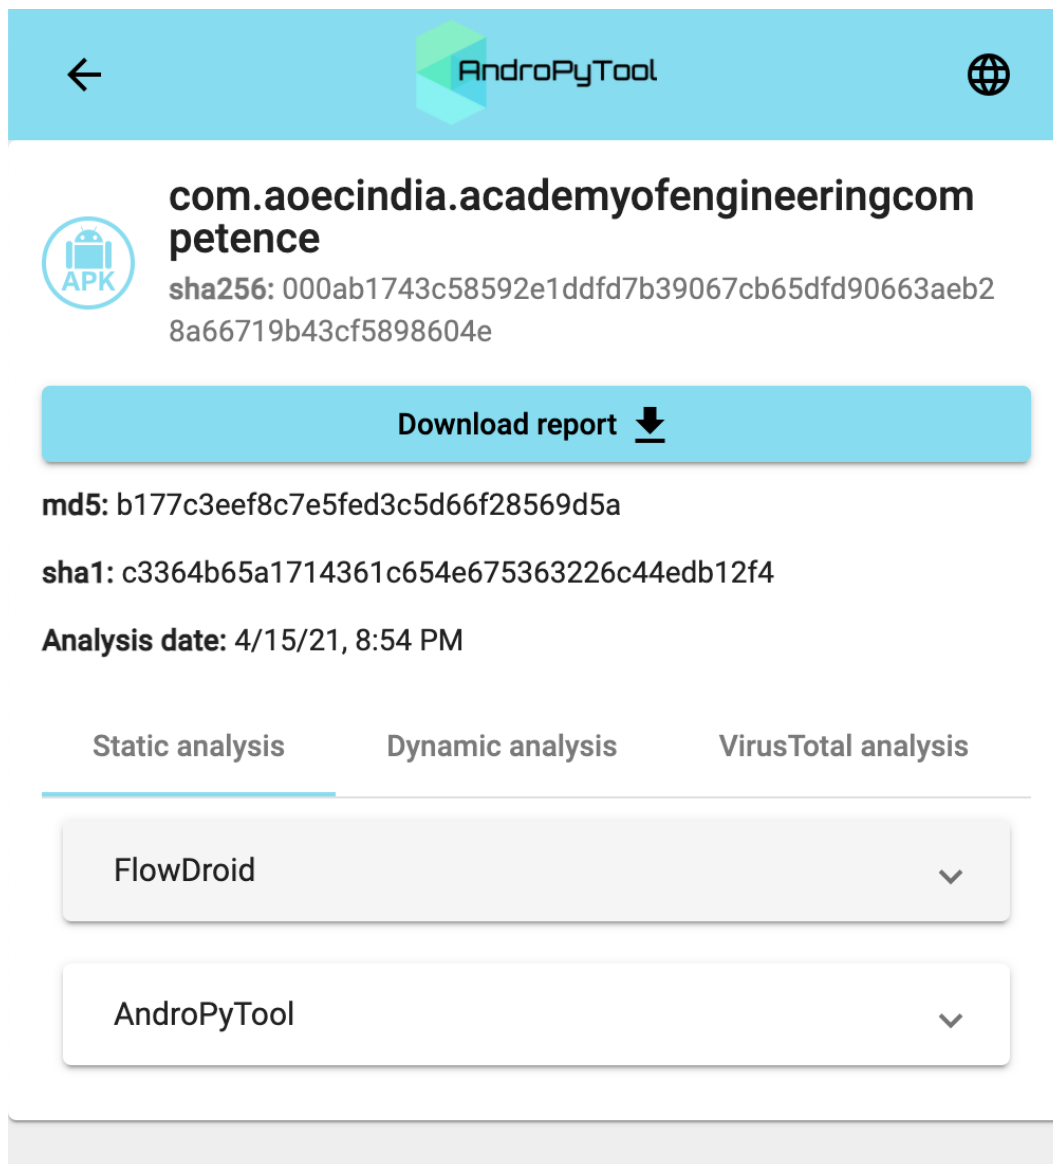 AndroPyTool
com.aoecindia.academyofengineeringcom
petence
APK
sha256: 000ab1743c58592e1ddfd7b39067cb65dfd90663aeb2
8a66719b43cf5898604e
Download report
md5: b177c3eef8c7e5fed3c5d66f28569d5a
sha1: c3364b65a1714361c654e675363226c44edb12f4
Analysis date: 4/15/21, 8:54 PM
Static analysis
Dynamic analysis
VirusTotal analysis
FlowDroid
AndroPyTool